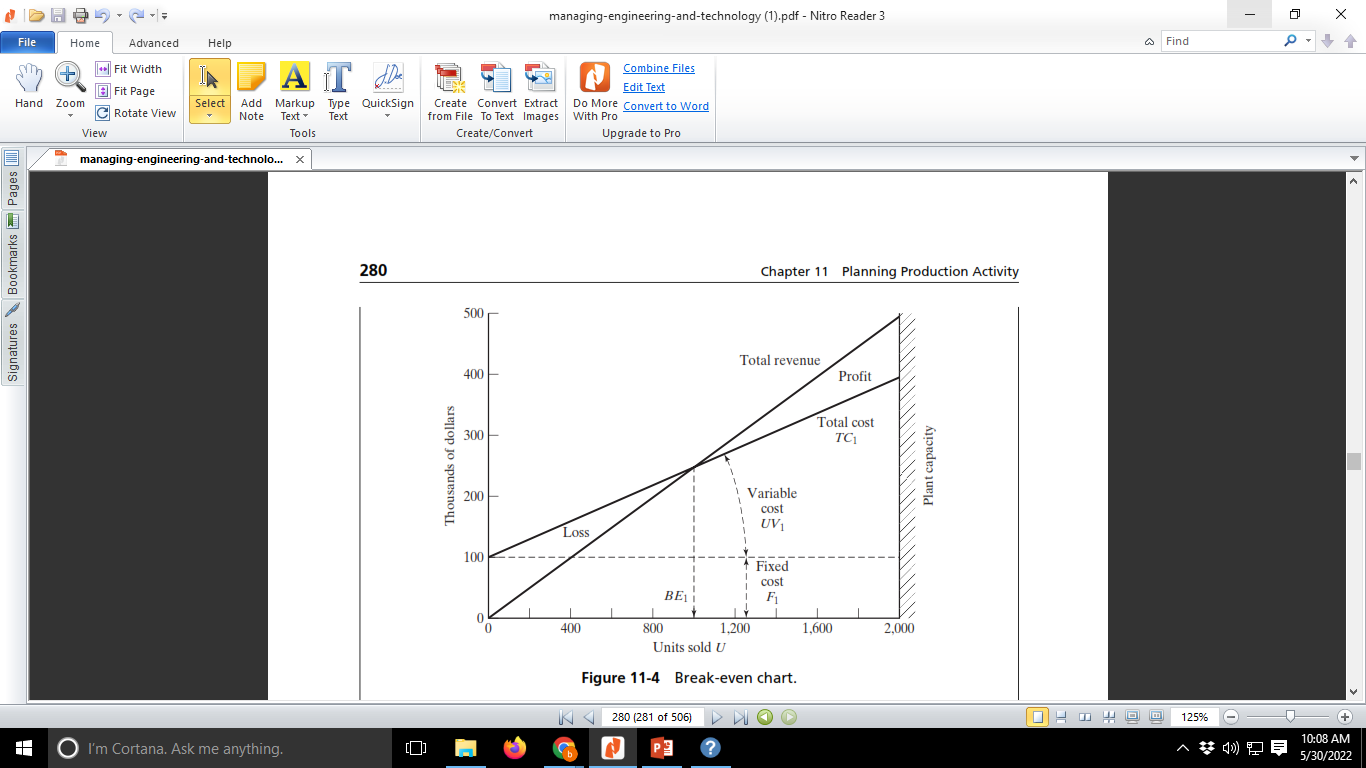 managing-engineering-and-technology (1).pdf - Nitro Reader 3
File Home Advanced Help
Find
Hand
Zoom
Fit Width
Fit Page
Rotate View
View
Select
Add Note
Markup Text
Type Text
QuickSign
Tools
Create from File
Convert To Text
Extract Images
Create/Convert
Do More With Pro
Combine Files
Edit Text
Convert to Word
Upgrade to Pro
managing-engineering-and-technolo...
Pages
Bookmarks
Signatures
280
Chapter 11 Planning Production Activity
500
400
300
200
100
0
Thousands of dollars
Total revenue
Profit
Total cost
TC1
Variable
cost
UV1
Loss
Fixed
cost
F1
BE1
Plant capacity
0 400 800 1,200 1,600 2,000
Units sold U
Figure 11-4 Break-even chart.
280 (281 of 506)
125%
I'm Cortana. Ask me anything.
10:08 AM
5/30/2022